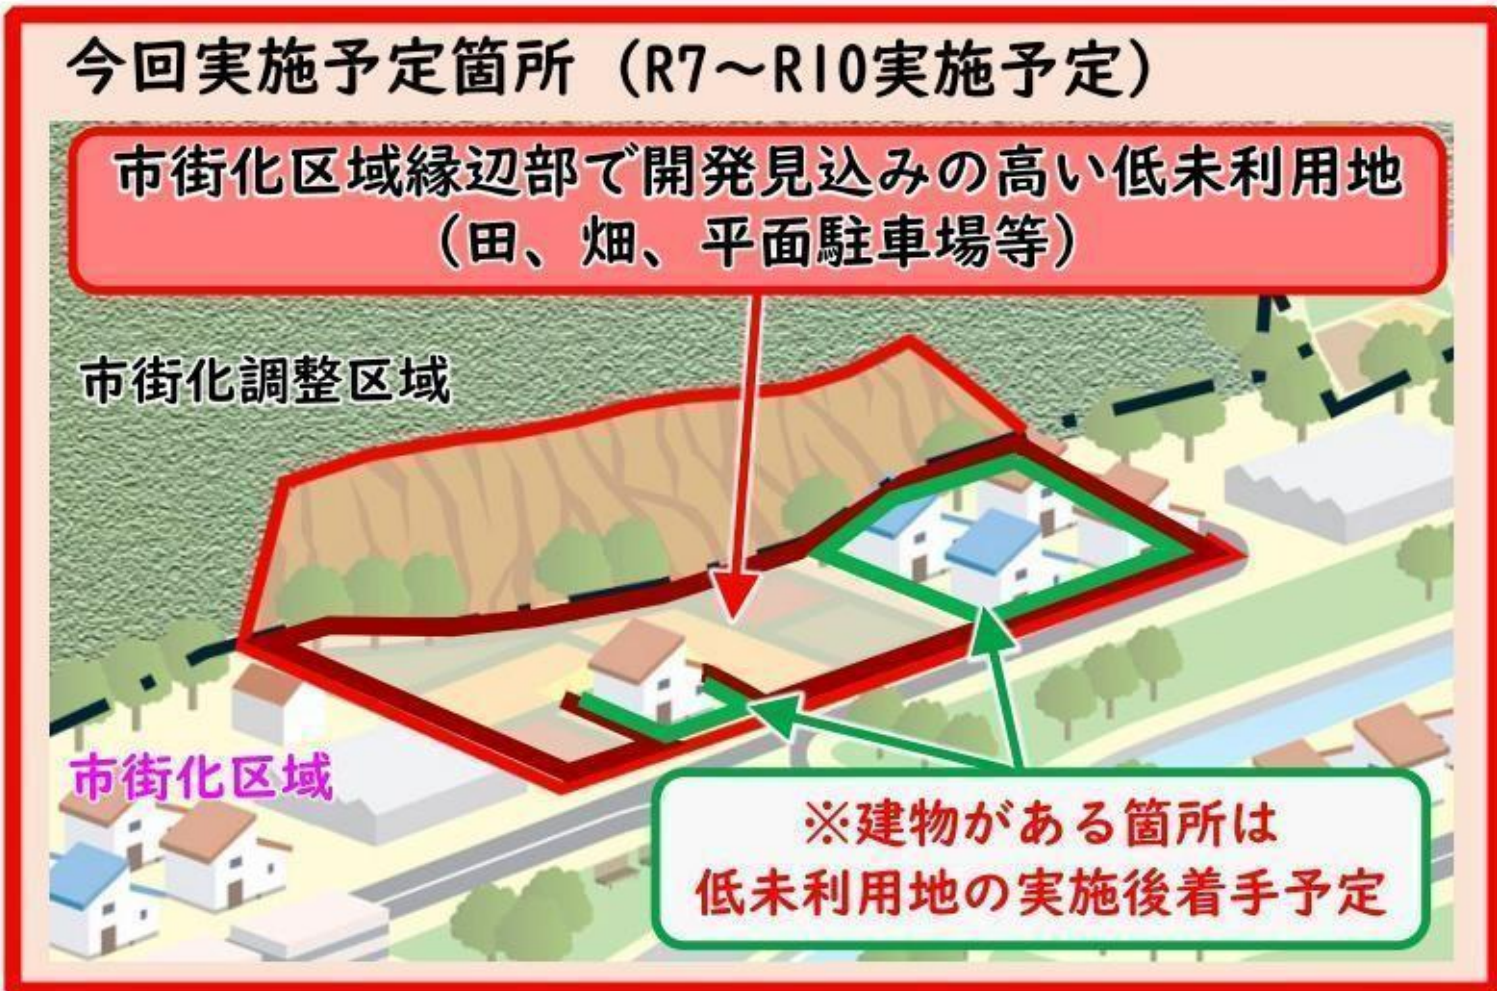 今回実施予定箇所（R7～R10実施予定）
市街化区域縁辺部で開発見込みの高い低未利用地
（田、畑、平面駐車場等）
市街化調整区域
市街化区域
※建物がある箇所は
低未利用地の実施後着手予定